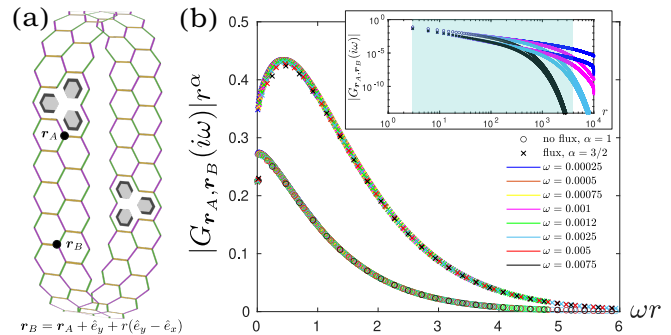 (a)
r_A
r_B
r_B = r_A + ê_y + r(ê_y − ê_x)
(b)
|G_{r_A,r_B}(iω)|r^α
0.5
0.4
0.3
0.2
0.1
0
0 1 2 3 4 5 6
ωr
|G_{r_A,r_B}(iω)|
10^0
10^-5
10^-10
10^0 10^1 10^2 10^3 10^4
r
no flux, α = 1
flux, α = 3/2
ω = 0.00025
ω = 0.0005
ω = 0.00075
ω = 0.001
ω = 0.0012
ω = 0.0025
ω = 0.005
ω = 0.0075